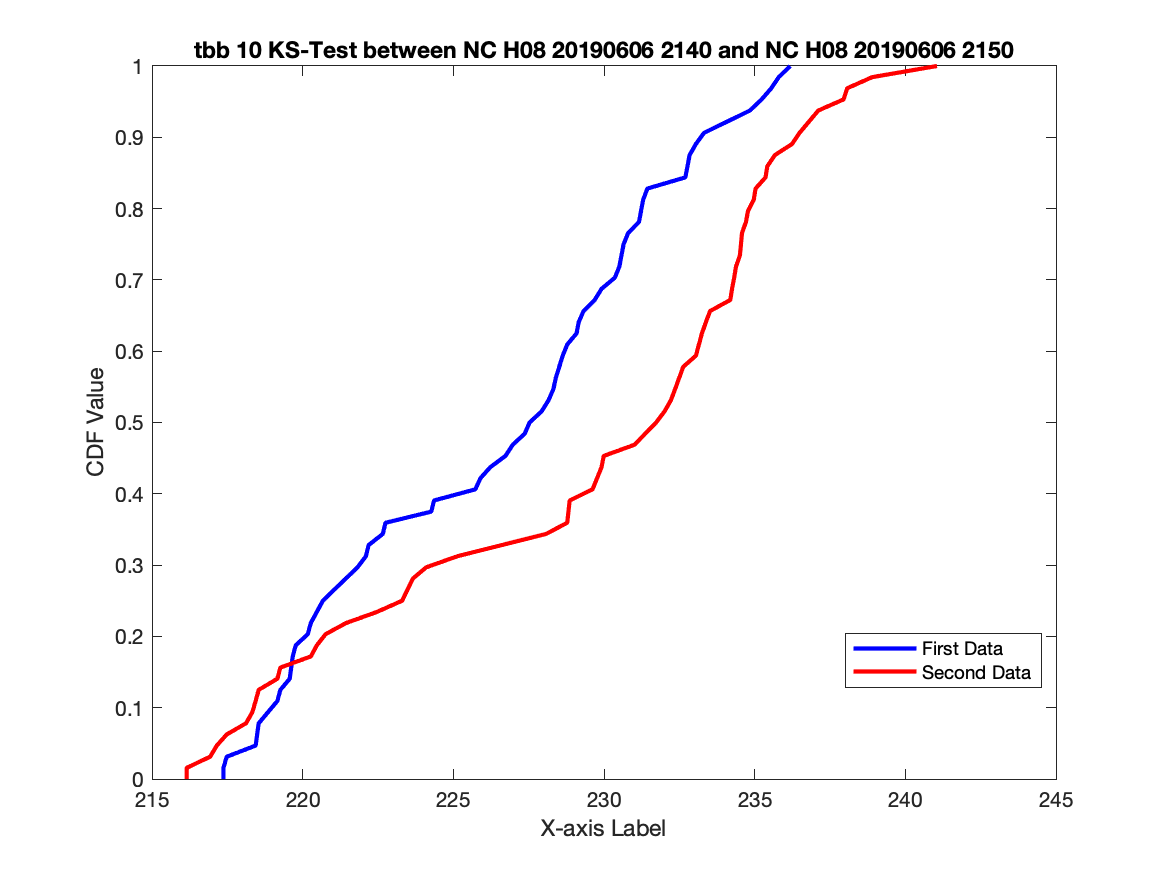 tbb 10 KS-Test between NC H08 20190606 2140 and NC H08 20190606 2150
1
0.9
0.8
0.7
0.6
0.5
0.4
0.3
0.2
0.1
0
CDF Value
First Data
Second Data
215 220 225 230 235 240 245
X-axis Label